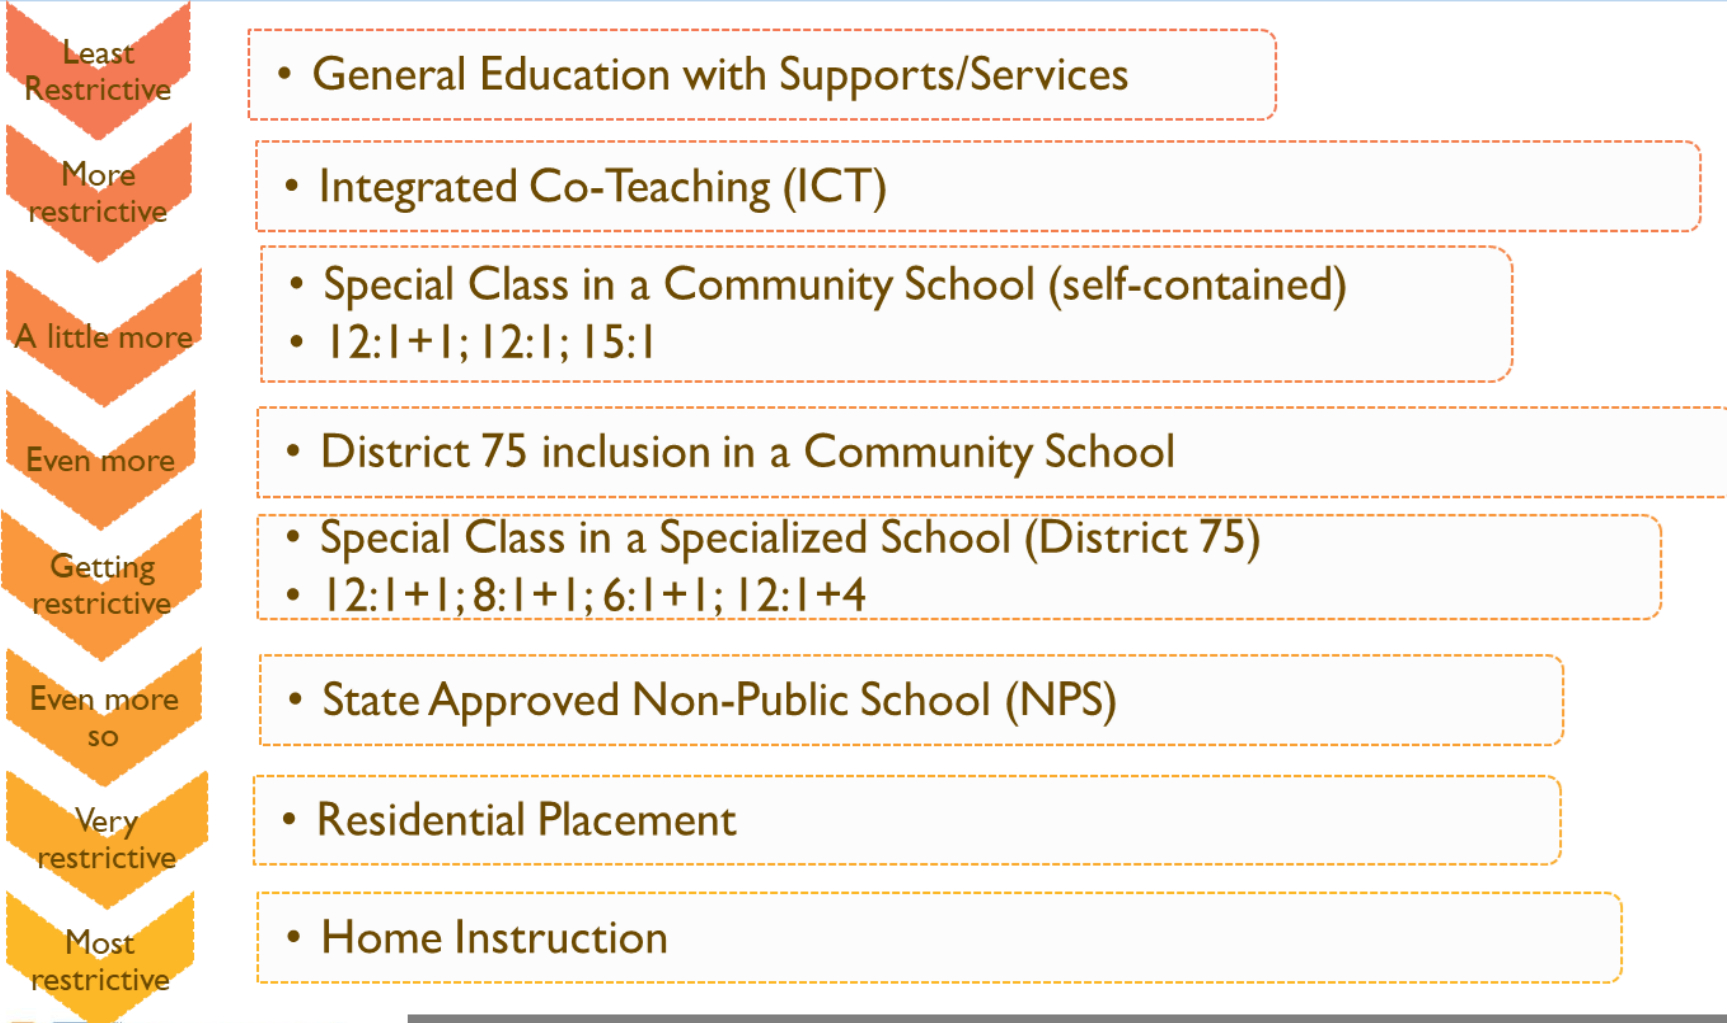 Least
Restrictive
• General Education with Supports/Services
More
restrictive
• Integrated Co-Teaching (ICT)
A little more
• Special Class in a Community School (self-contained)
• 12:1+1; 12:1; 15:1
Even more
• District 75 inclusion in a Community School
Getting
restrictive
• Special Class in a Specialized School (District 75)
• 12:1+1; 8:1+1; 6:1+1; 12:1+4
Even more
so
• State Approved Non-Public School (NPS)
Very
restrictive
• Residential Placement
Most
restrictive
• Home Instruction